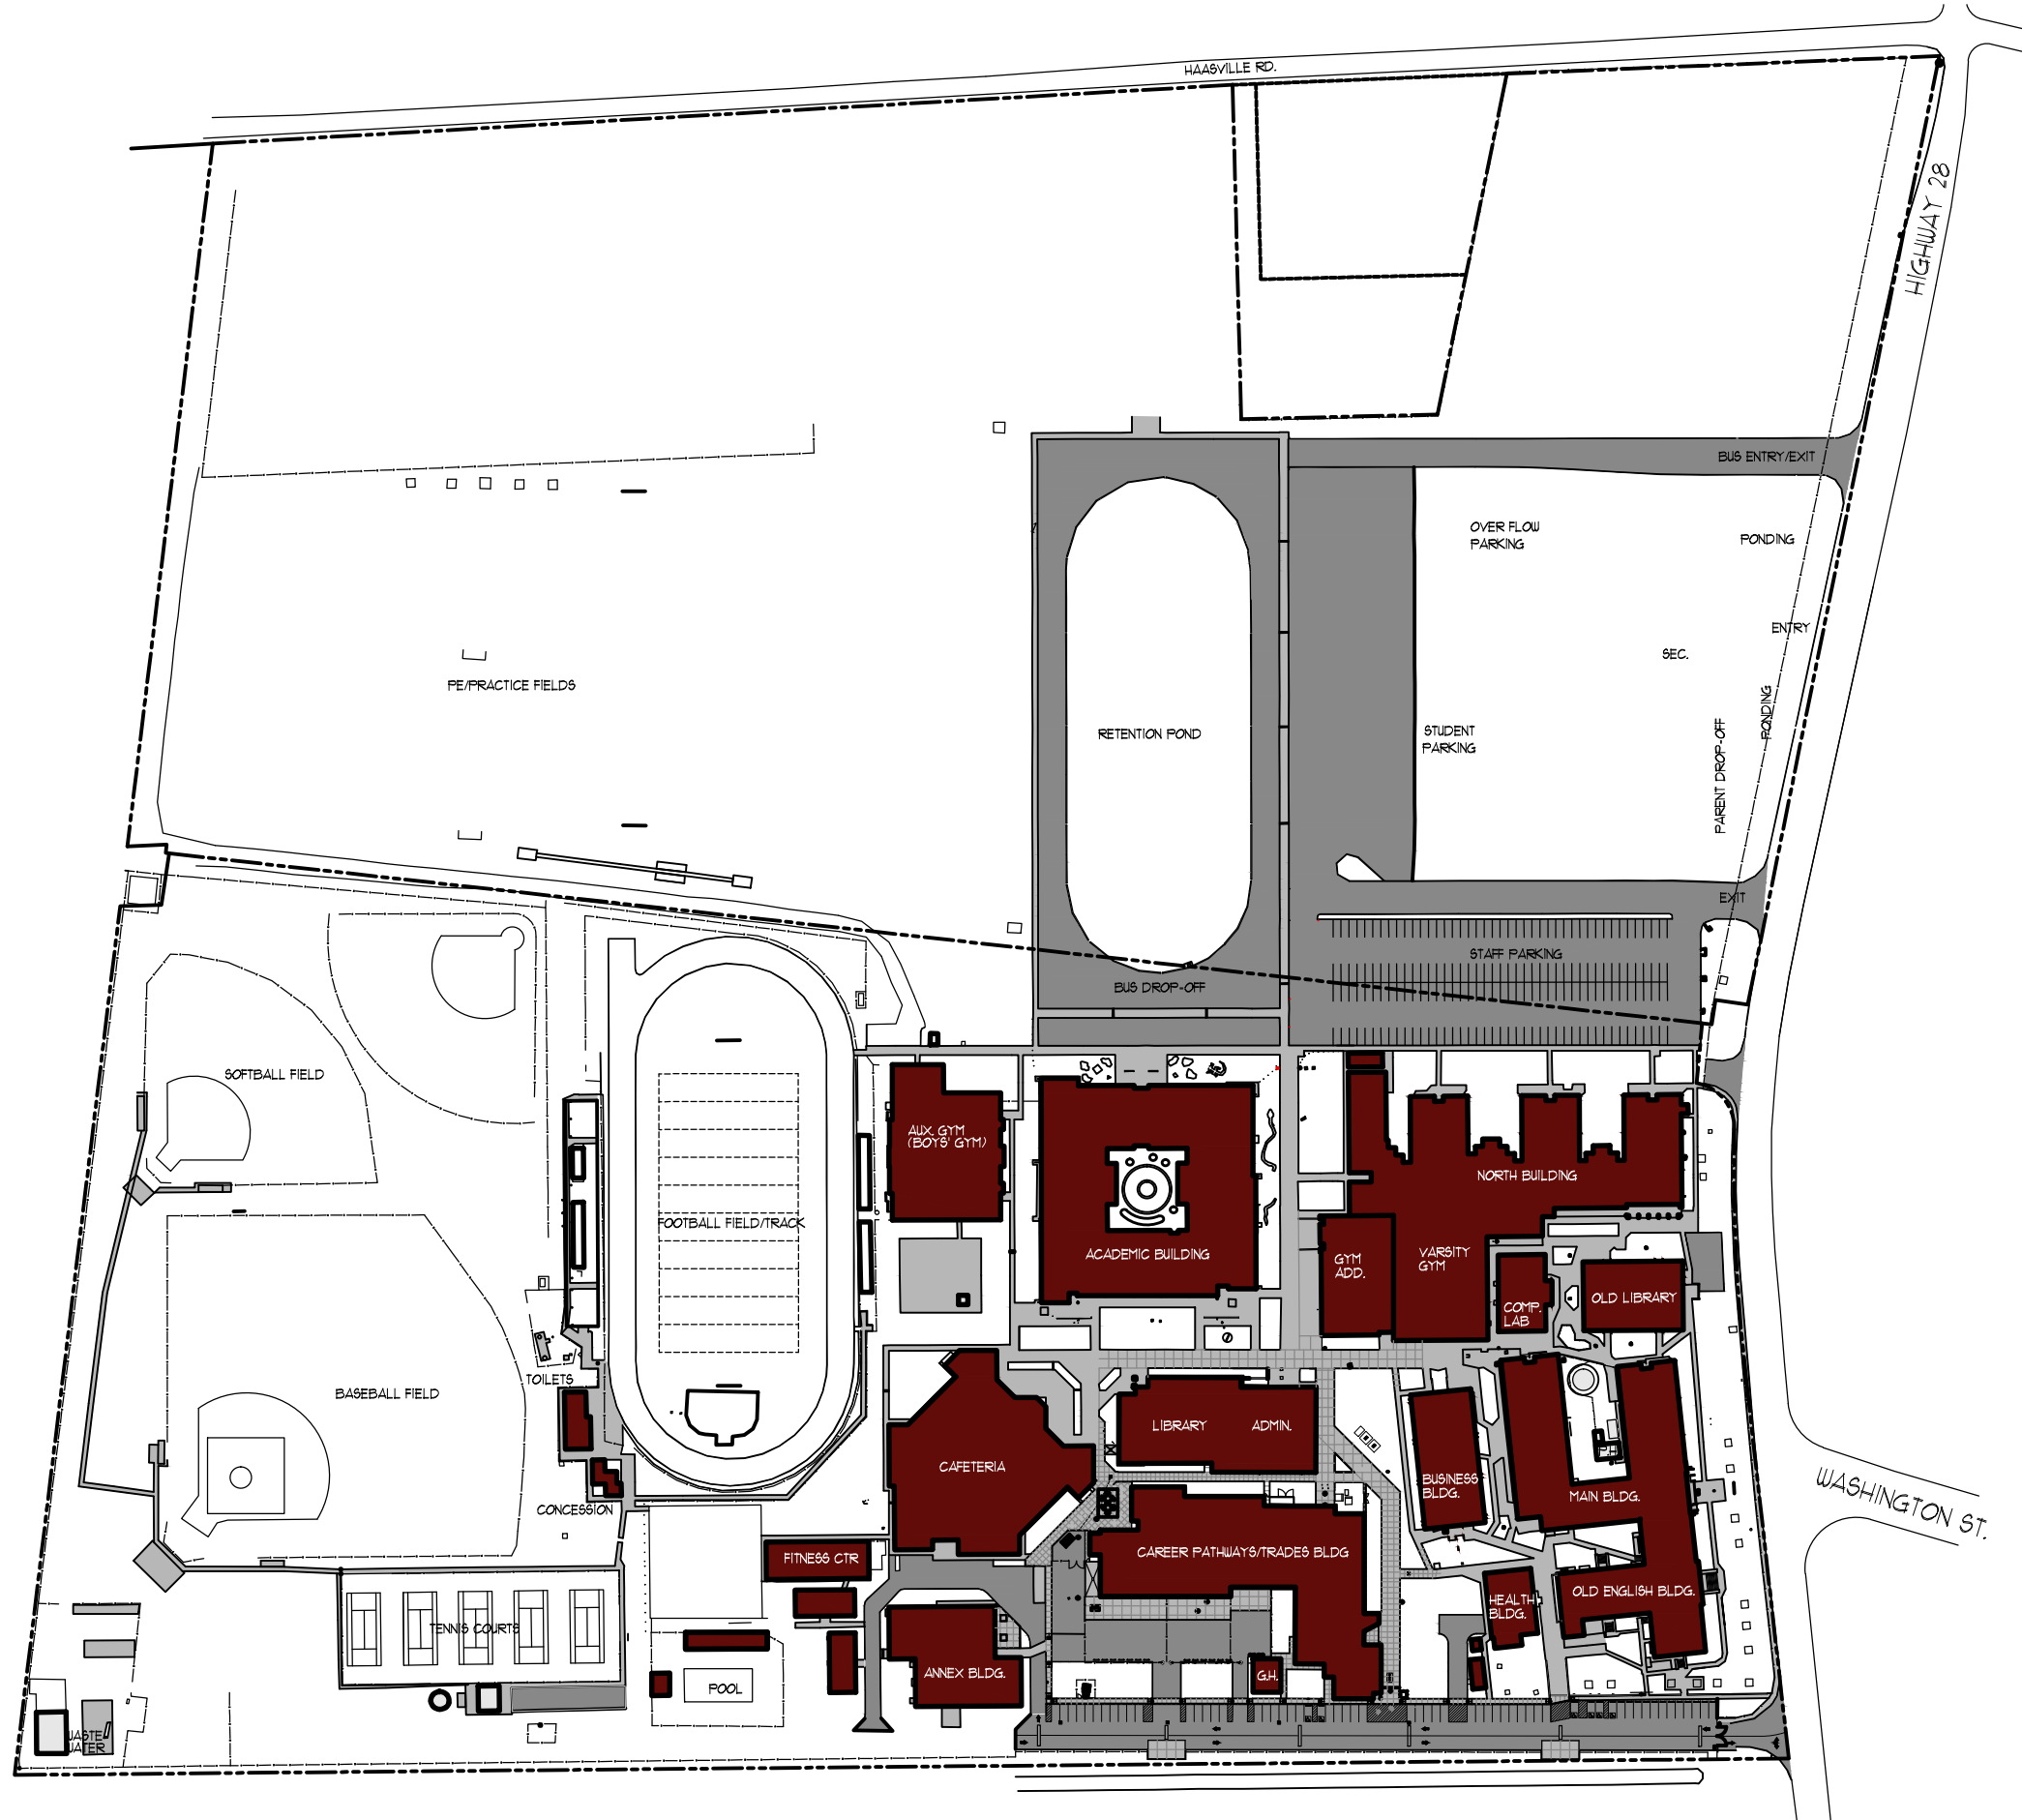 HAASVILLE RD.
HIGHWAY 28
BUS ENTRY/EXIT
OVER FLOW
PARKING
PONDING
ENTRY
SEC.
PE/PRACTICE FIELDS
PONDING
RETENTION POND
STUDENT
PARKING
PARENT DROP-OFF
EXIT
STAFF PARKING
BUS DROP-OFF
SOFTBALL FIELD
AUX. GYM
(BOYS' GYM)
NORTH BUILDING
FOOTBALL FIELD/TRACK
ACADEMIC BUILDING
GYM
ADD.
VARSITY
GYM
OLD LIBRARY
COMP.
LAB
TOILETS
BASEBALL FIELD
LIBRARY
ADMIN.
CAFETERIA
BUSINESS
BLDG.
MAIN BLDG.
WASHINGTON ST.
CONCESSION
FITNESS CTR
CAREER PATHWAYS/TRADES BLDG
HEALTH
BLDG.
OLD ENGLISH BLDG.
TENNIS COURTS
ANNEX BLDG.
G.H.
POOL
WASTE
WATER